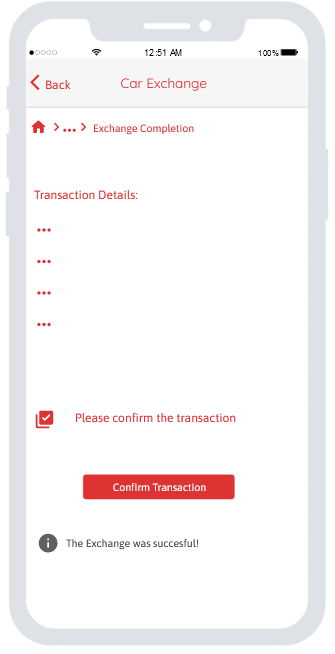 12:51 AM 100%
Back Car Exchange
... Exchange Completion
Transaction Details:
...
...
...
...
Please confirm the transaction
Confirm Transaction
The Exchange was succesful!